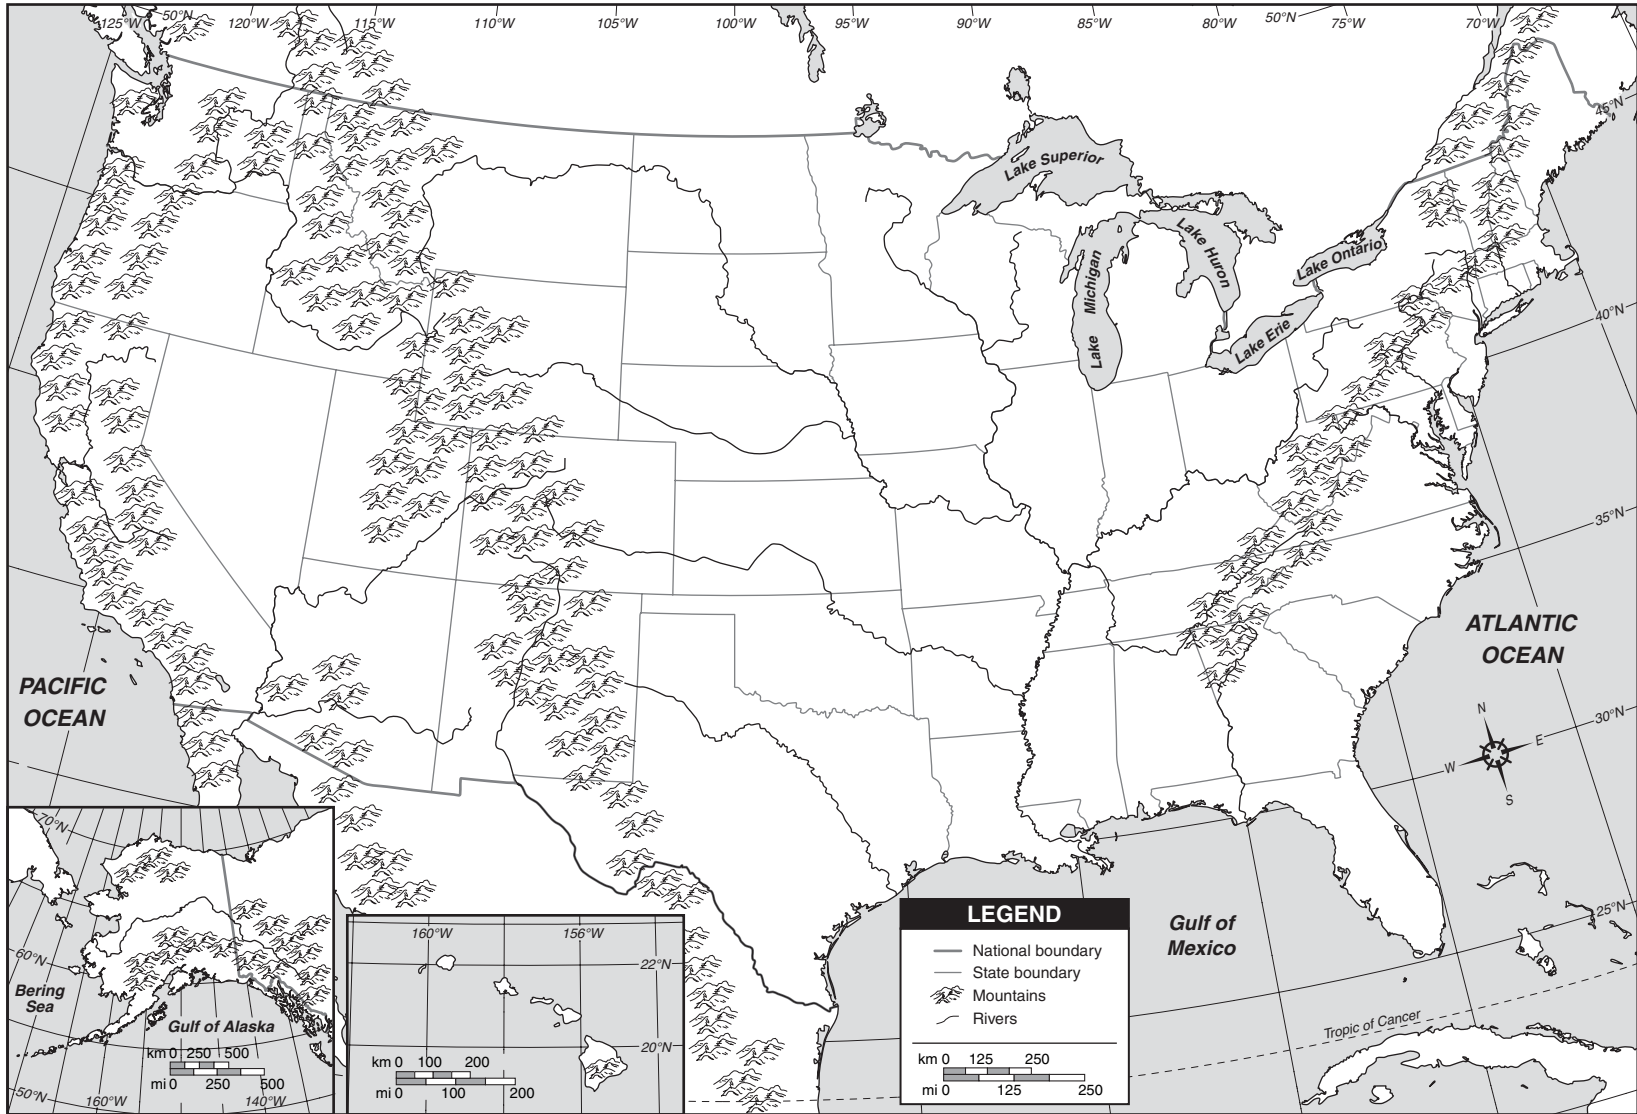 125°W
50°N
120°W
115°W
110°W
105°W
100°W
95°W
90°W
85°W
80°W
50°N
75°W
70°W
45°N
40°N
35°N
30°N
25°N
Lake Superior
Lake Michigan
Lake Huron
Lake Ontario
Lake Erie
PACIFIC
OCEAN
ATLANTIC
OCEAN
N
E
W
S
Gulf of
Mexico
Tropic of Cancer
LEGEND
National boundary
State boundary
Mountains
Rivers
km 0 125 250
mi 0 125 250
70°N
60°N
Bering
Sea
Gulf of Alaska
km 0 250 500
mi 0 250 500
50°N
160°W
140°W
160°W
156°W
22°N
20°N
km 0 100 200
mi 0 100 200